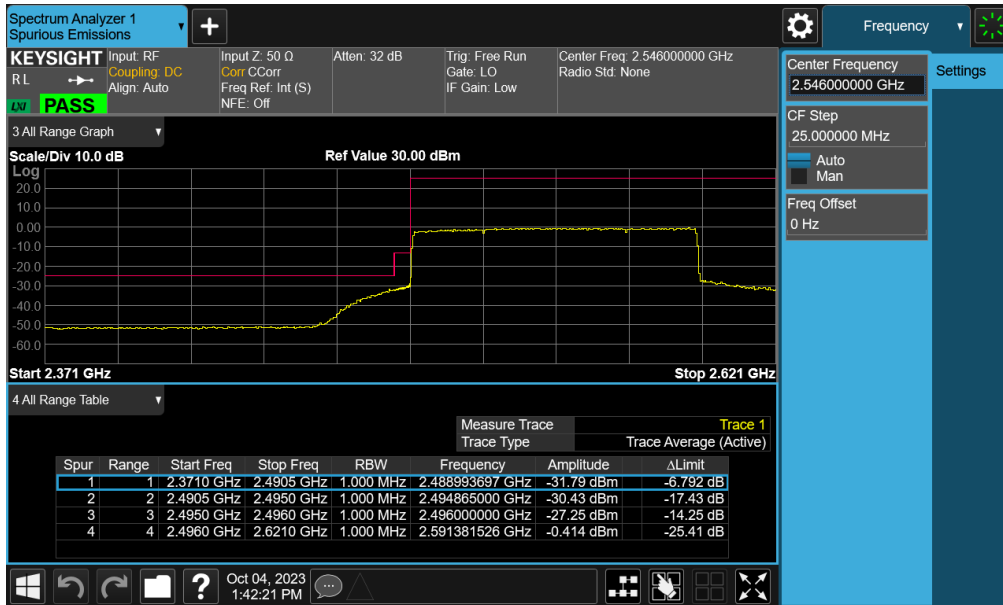 Spectrum Analyzer 1
Spurious Emissions
Frequency
KEYSIGHT
R L
LXI
PASS
Input: RF
Coupling: DC
Align: Auto
Input Z: 50 Ω
Corr CCorr
Freq Ref: Int (S)
NFE: Off
Atten: 32 dB
Trig: Free Run
Gate: LO
IF Gain: Low
Center Freq: 2.546000000 GHz
Radio Std: None
Center Frequency
2.546000000 GHz
Settings
CF Step
25.000000 MHz
Auto
Man
Freq Offset
0 Hz
3 All Range Graph
Scale/Div 10.0 dB
Ref Value 30.00 dBm
Log
20.0
10.0
0.00
-10.0
-20.0
-30.0
-40.0
-50.0
-60.0
Start 2.371 GHz
Stop 2.621 GHz
4 All Range Table
Measure Trace Trace 1
Trace Type Trace Average (Active)
Spur Range Start Freq Stop Freq RBW Frequency Amplitude ΔLimit
1 1 2.3710 GHz 2.4905 GHz 1.000 MHz 2.488993697 GHz -31.79 dBm -6.792 dB
2 2 2.4905 GHz 2.4950 GHz 1.000 MHz 2.494865000 GHz -30.43 dBm -17.43 dB
3 3 2.4950 GHz 2.4960 GHz 1.000 MHz 2.496000000 GHz -27.25 dBm -14.25 dB
4 4 2.4960 GHz 2.6210 GHz 1.000 MHz 2.591381526 GHz -0.414 dBm -25.41 dB
?
Oct 04, 2023
1:42:21 PM